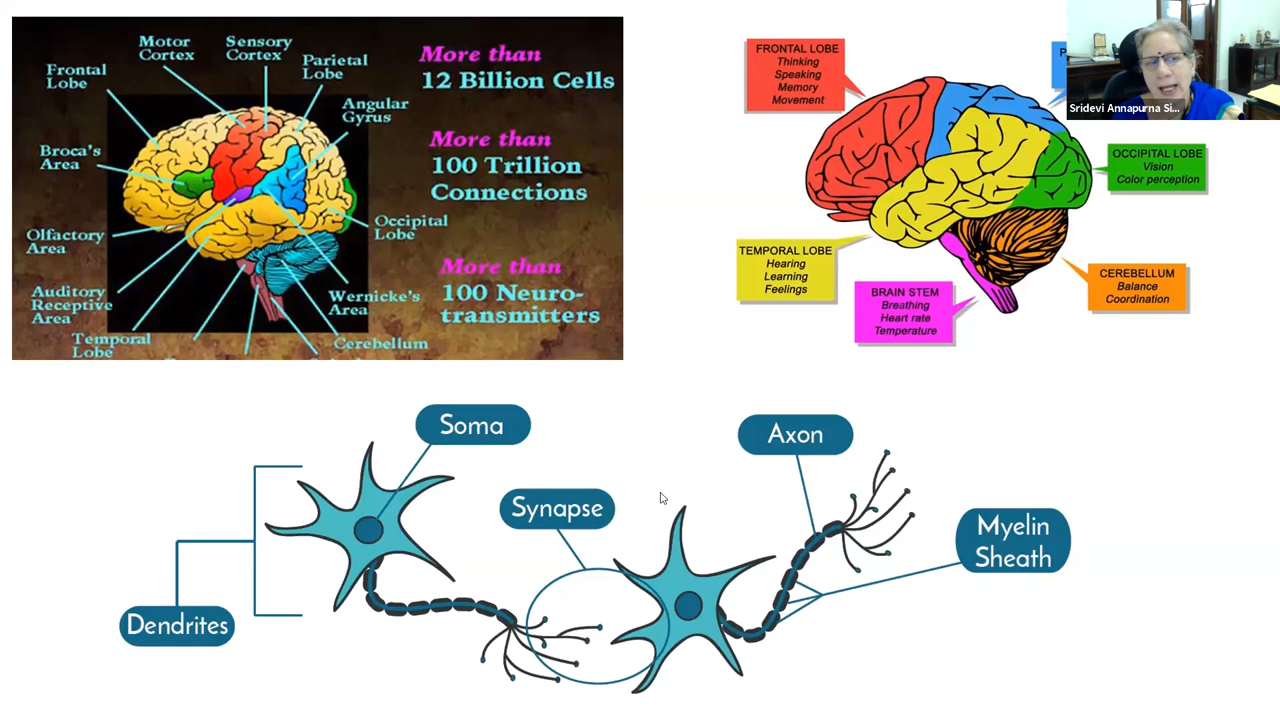 Motor
Cortex
Sensory
Cortex
Parietal
Lobe
Frontal
Lobe
Angular
Gyrus
Broca's
Area
Olfactory
Area
Occipital
Lobe
Auditory
Receptive
Area
Wernicke's
Area
Temporal
Lobe
Cerebellum
More than
12 Billion Cells
More than
100 Trillion
Connections
More than
100 Neuro-
transmitters
FRONTAL LOBE
Thinking
Speaking
Memory
Movement
P
Sridevi Annapurna Si...
OCCIPITAL LOBE
Vision
Color perception
TEMPORAL LOBE
Hearing
Learning
Feelings
BRAIN STEM
Breathing
Heart rate
Temperature
CEREBELLUM
Balance
Coordination
Soma
Axon
Synapse
Myelin
Sheath
Dendrites